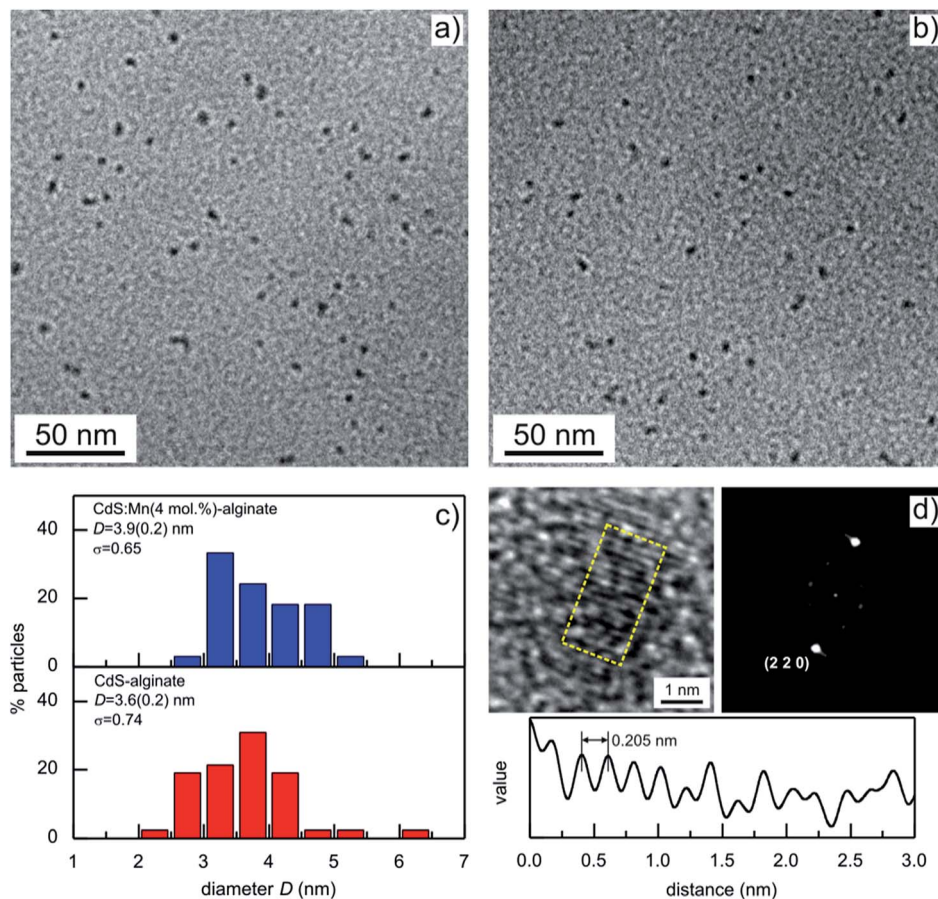 a)
50 nm
b)
50 nm
c)
CdS:Mn(4 mol.%)-alginate
D=3.9(0.2) nm
σ=0.65
40
20
0
CdS-alginate
D=3.6(0.2) nm
σ=0.74
40
20
0
% particles
1 2 3 4 5 6 7
diameter D (nm)
d)
1 nm
(2 2 0)
0.205 nm
value
0.0 0.5 1.0 1.5 2.0 2.5 3.0
distance (nm)